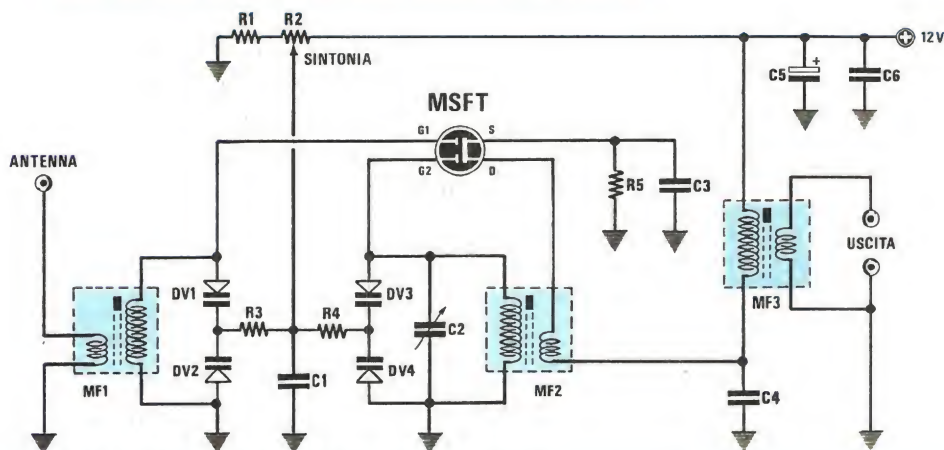 R1
R2
12V
SINTONIA
C5
+
C6
MSFT
G1
S
G2
D
ANTENNA
R5
C3
USCITA
DV1
DV3
R3
R4
C2
MF3
DV2
DV4
C1
MF1
MF2
C4